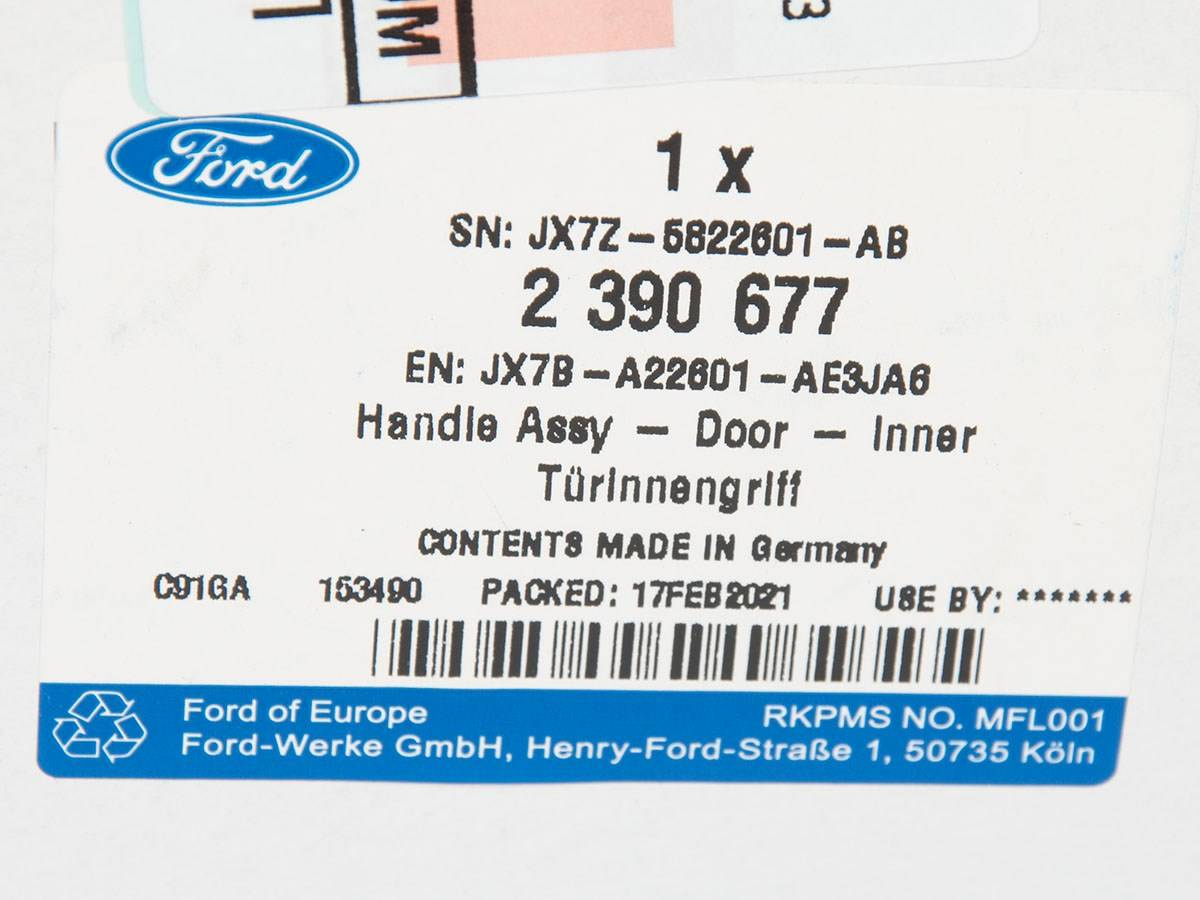 UM
T
3
Ford
1 x
SN: JX7Z-5822601-AB
2 390 677
EN: JX7B-A22601-AE3JA6
Handle Assy - Door - Inner
Türinnengriff
CONTENTS MADE IN Germany
C91GA 153490 PACKED: 17FEB2021 USE BY: *******
Ford of Europe RKPMS NO. MFL001
Ford-Werke GmbH, Henry-Ford-Straße 1, 50735 Köln